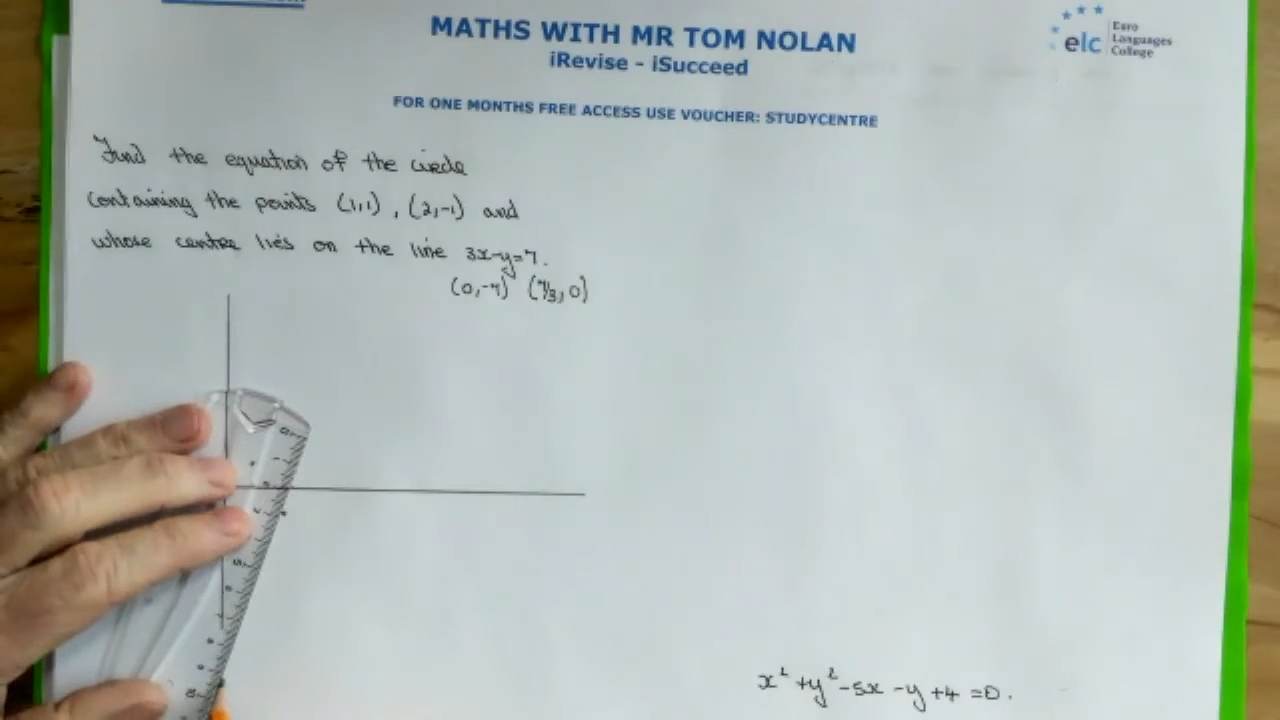 MATHS WITH MR TOM NOLAN
iRevise - iSucceed
elc Euro
Languages
College
FOR ONE MONTHS FREE ACCESS USE VOUCHER: STUDYCENTRE
Find the equation of the circle
containing the points (1,1), (2,-1) and
whose centre lies on the line 3x-y=7.
(0,-7) (7/3, 0)
x² + y² - 5x - y + 4 = 0.